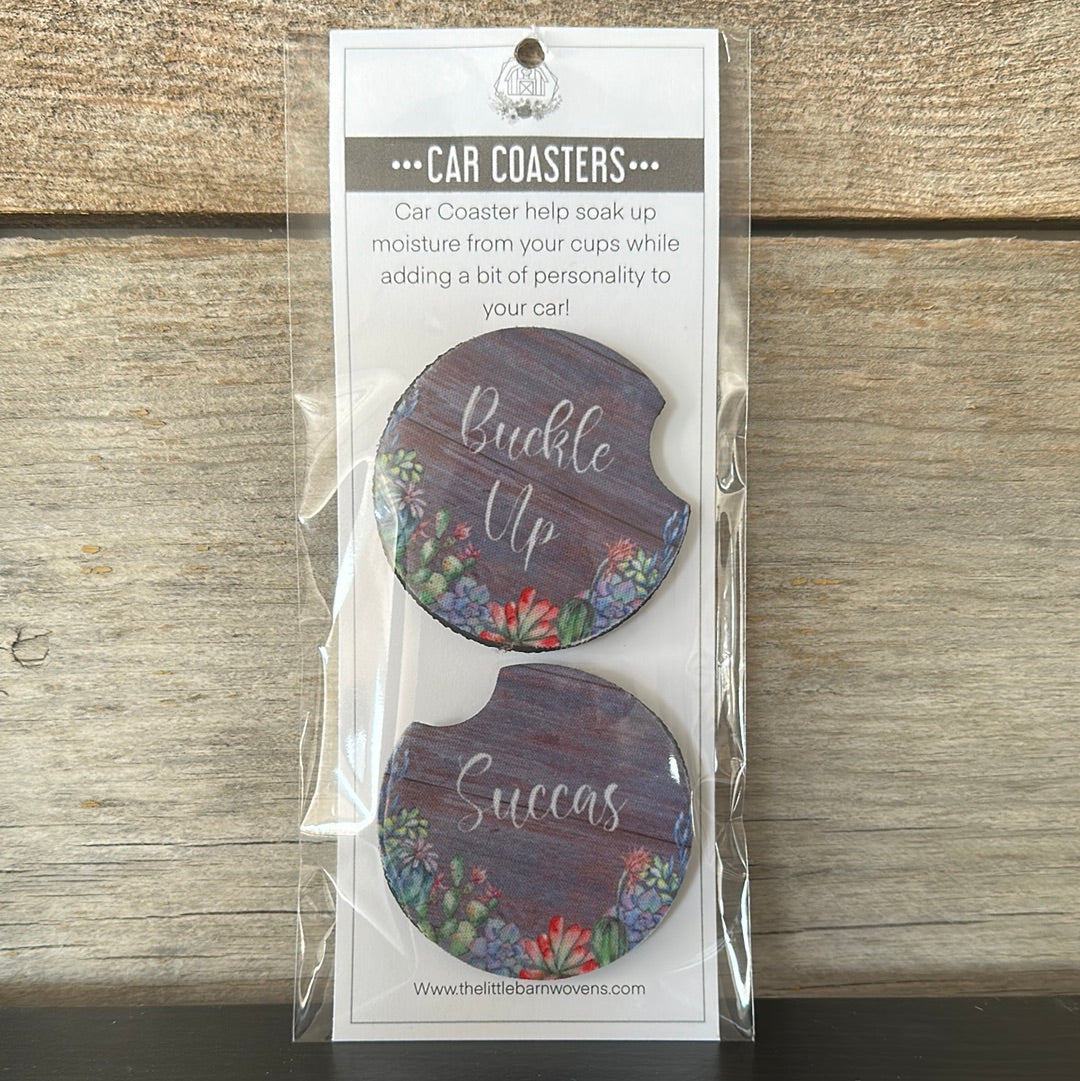 •••CAR COASTERS•••
Car Coaster help soak up
moisture from your cups while
adding a bit of personality to
your car!
Buckle
Up
Succas
Www.thelittlebarnwovens.com